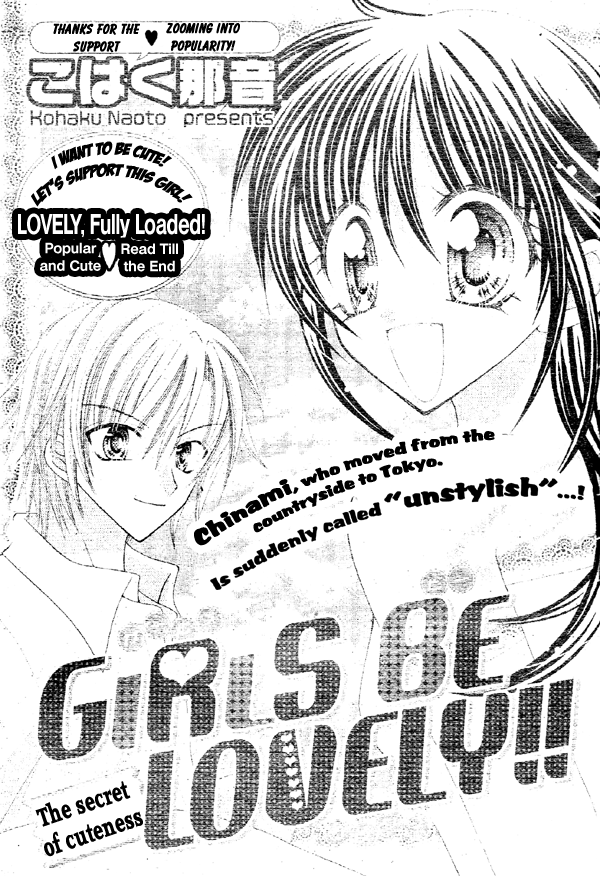 THANKS FOR THE SUPPORT ♥ ZOOMING INTO POPULARITY!
こはく那音
Kohaku Naoto presents
I WANT TO BE CUTE!
LET'S SUPPORT THIS GIRL!
LOVELY, Fully Loaded!
Popular and Cute ♥ Read Till the End
Chinami, who moved from the
countryside to Tokyo.
Is suddenly called "unstylish"...!
GIRLS BE
LOVELY!!
The secret
of cuteness